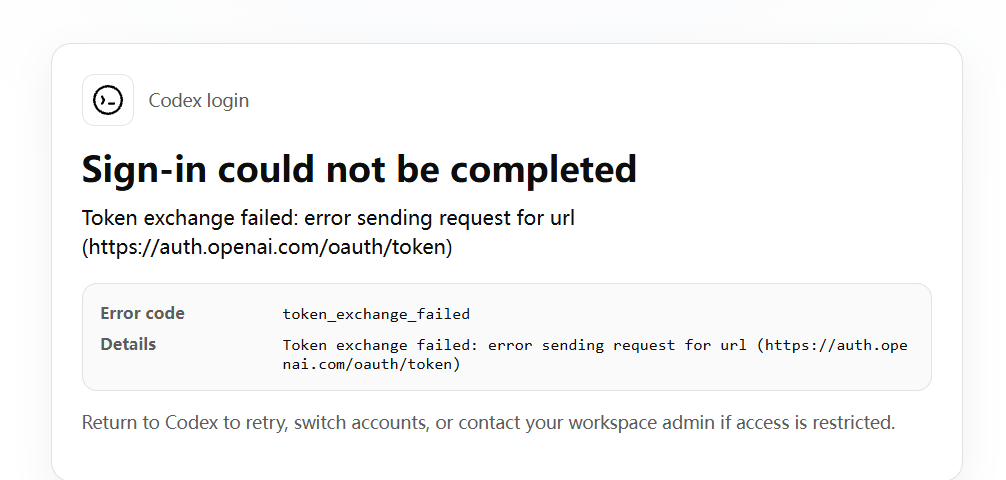 Codex login
Sign-in could not be completed
Token exchange failed: error sending request for url
(https://auth.openai.com/oauth/token)
Error code token_exchange_failed
Details Token exchange failed: error sending request for url (https://auth.ope
nai.com/oauth/token)
Return to Codex to retry, switch accounts, or contact your workspace admin if access is restricted.